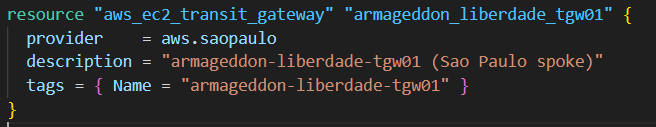 resource "aws_ec2_transit_gateway" "armageddon_liberdade_tgw01" {
  provider    = aws.saopaulo
  description = "armageddon-liberdade-tgw01 (Sao Paulo spoke)"
  tags = { Name = "armageddon-liberdade-tgw01" }
}